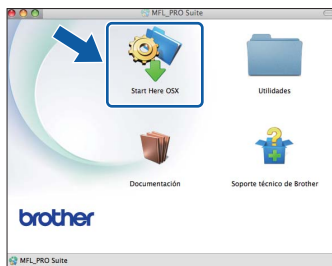 MFL_PRO Suite
Start Here OSX
Utilidades
Documentación
Soporte técnico de Brother
brother
MFL_PRO Suite